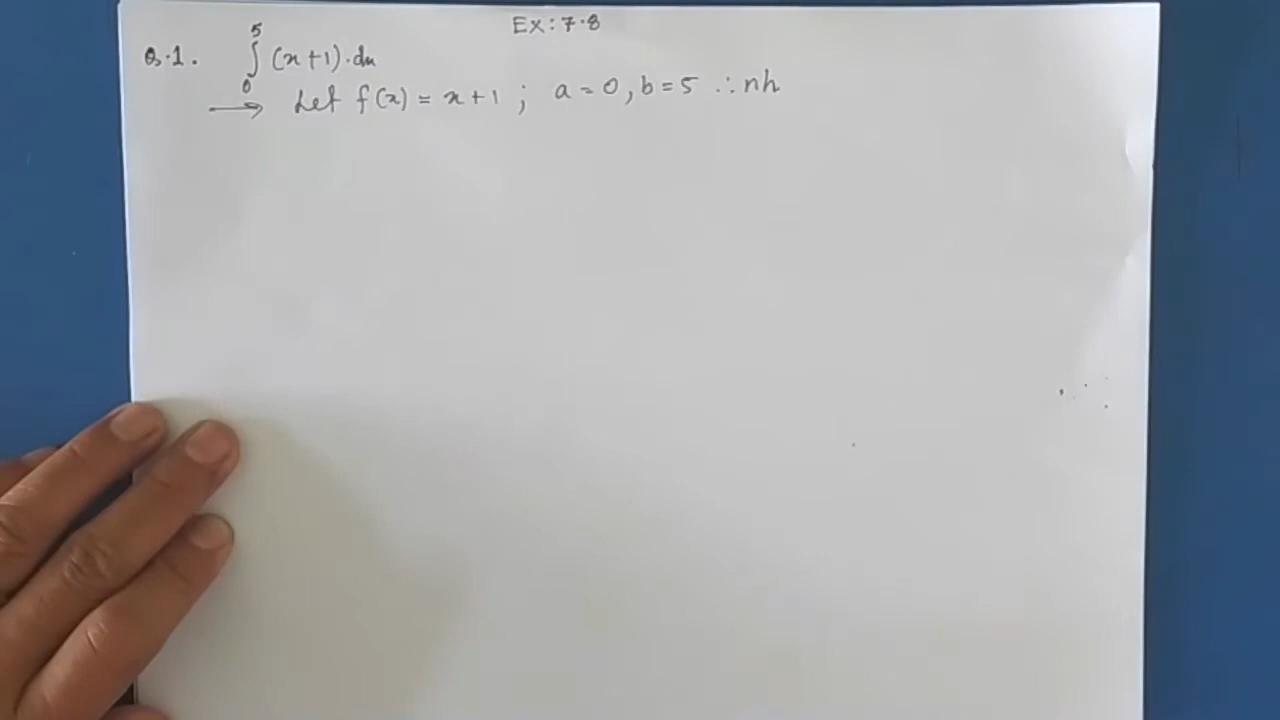 Ex: 7.8
Q.1. ∫₀⁵ (x+1).dx
→ Let f(x) = x+1 ; a = 0, b = 5 ∴ nh